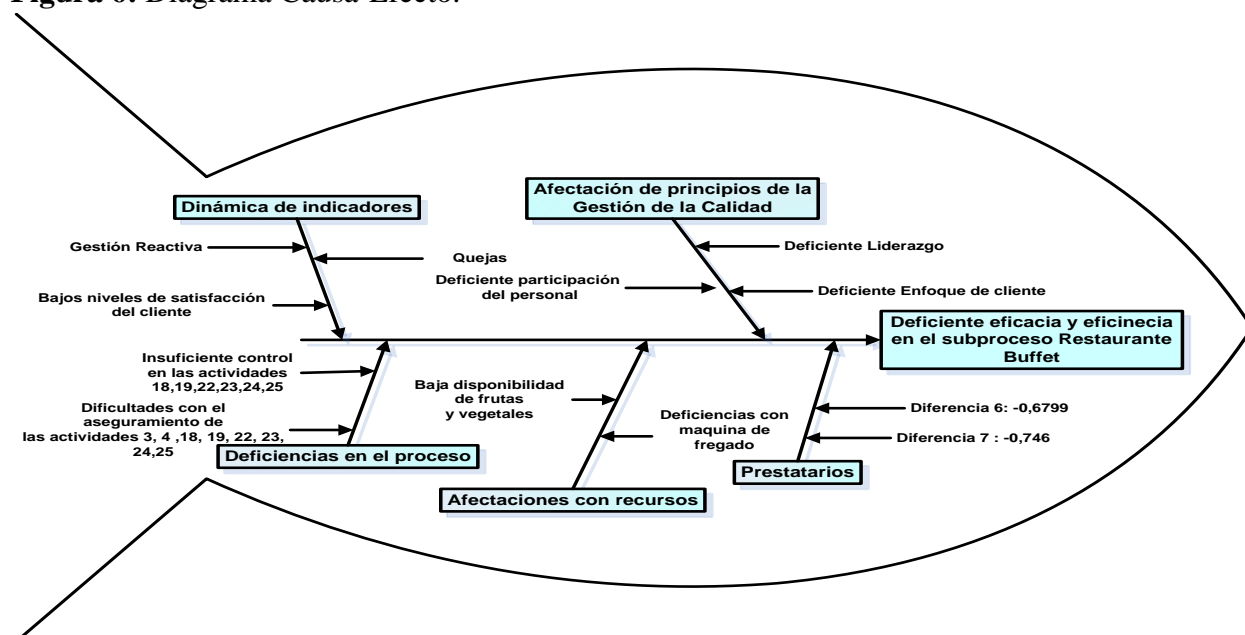 Figura 6. Diagrama Causa-Efecto.
Dinámica de indicadores
Gestión Reactiva
Quejas
Bajos niveles de satisfacción
del cliente
Afectación de principios de la
Gestión de la Calidad
Deficiente Liderazgo
Deficiente participación
del personal
Deficiente Enfoque de cliente
Deficiente eficacia y eficinecia
en el subproceso Restaurante
Buffet
Insuficiente control
en las actividades
18,19,22,23,24,25
Dificultades con el
aseguramiento de
las actividades 3, 4 ,18, 19, 22, 23,
24,25
Deficiencias en el proceso
Baja disponibilidad
de frutas
y vegetales
Deficiencias con
maquina de
fregado
Afectaciones con recursos
Diferencia 6: -0,6799
Diferencia 7 : -0,746
Prestatarios